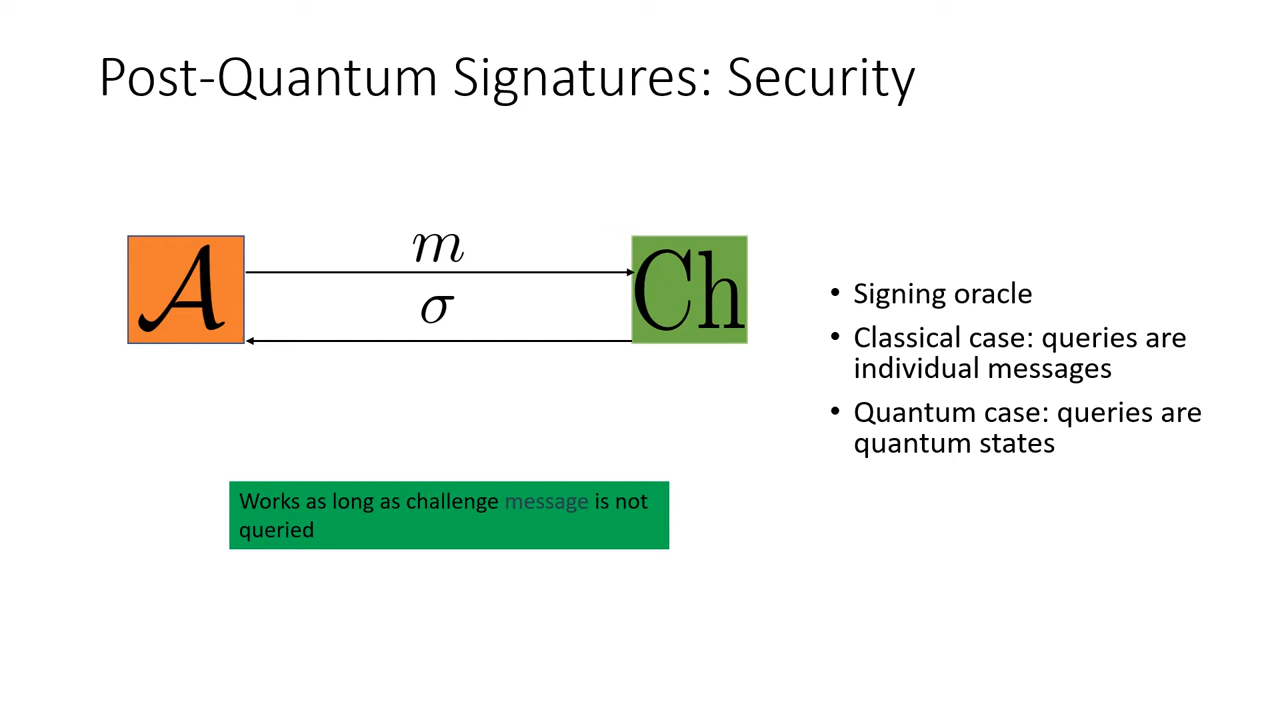 Post-Quantum Signatures: Security
𝒜
m
σ
Ch
• Signing oracle
• Classical case: queries are
individual messages
• Quantum case: queries are
quantum states
Works as long as challenge message is not
queried